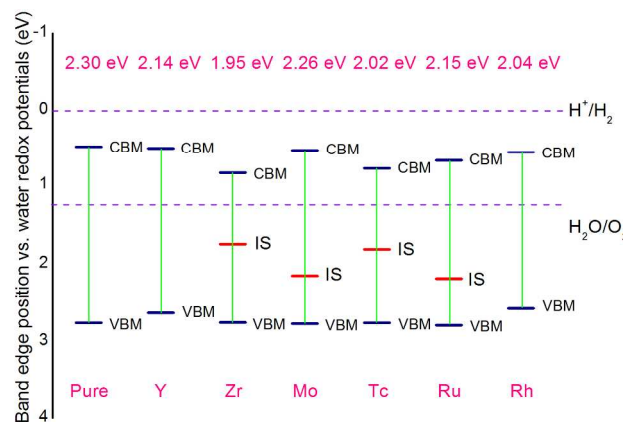 Band edge position vs. water redox potentials (eV)
-1
0
1
2
3
4
2.30 eV 2.14 eV 1.95 eV 2.26 eV 2.02 eV 2.15 eV 2.04 eV
H⁺/H₂
H₂O/O₂
CBM CBM CBM CBM CBM CBM CBM
IS IS IS IS
VBM VBM VBM VBM VBM VBM VBM
Pure Y Zr Mo Tc Ru Rh